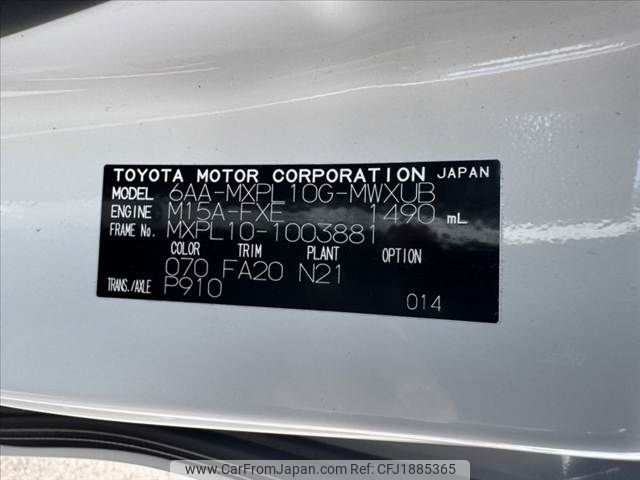 TOYOTA MOTOR CORPORATION JAPAN
MODEL 6AA-MXPL10G-MWXUB
ENGINE M15A-FXE 1490 mL
FRAME No. MXPL10-1003881
COLOR TRIM PLANT OPTION
070 FA20 N21
TRANS./AXLE P910
014
www.CarFromJapan.com CFJ1885365